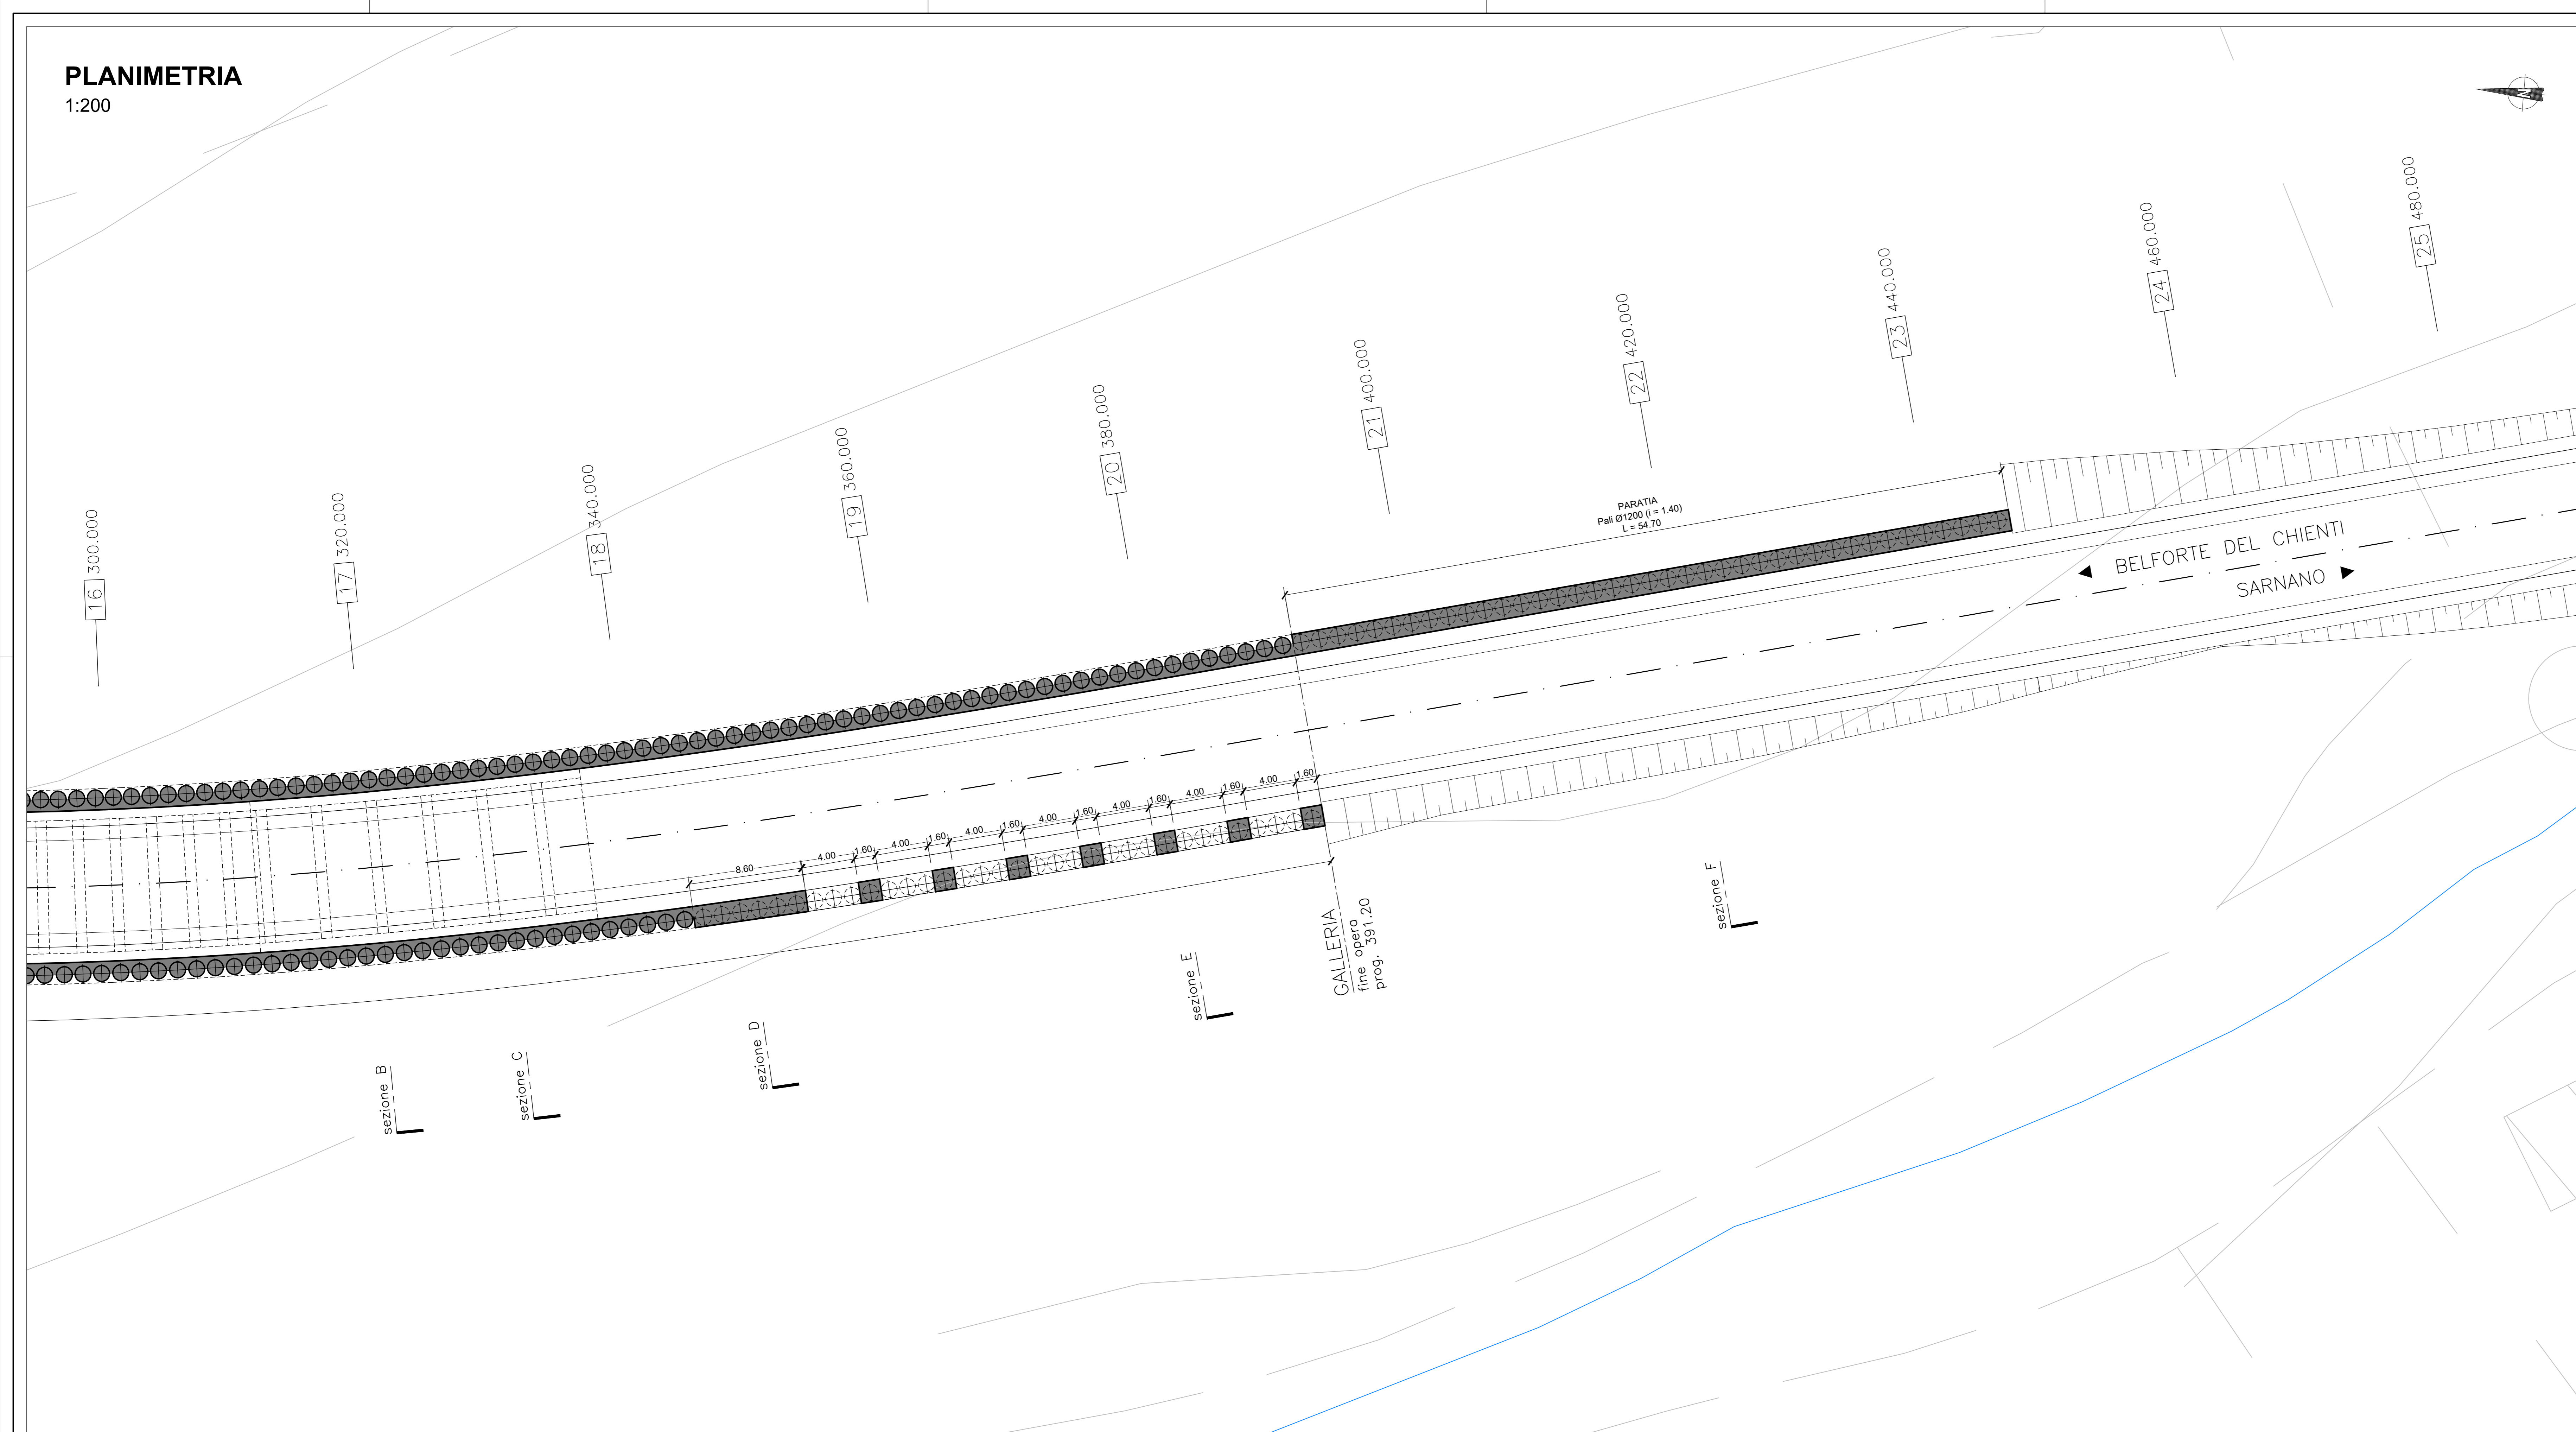 PLANIMETRIA
1:200
N
16 300.000
17 320.000
18 340.000
19 360.000
20 380.000
21 400.000
22 420.000
23 440.000
24 460.000
25 480.000
PARATIA
Pali Ø1200 (i = 1.40)
L = 54.70
BELFORTE DEL CHIENTI
SARNANO
8.60
4.00
1.60
4.00
1.60
4.00
1.60
4.00
1.60
4.00
1.60
4.00
1.60
4.00
1.60
GALLERIA
fine opera
prog. 391.20
sezione B
sezione C
sezione D
sezione E
sezione F